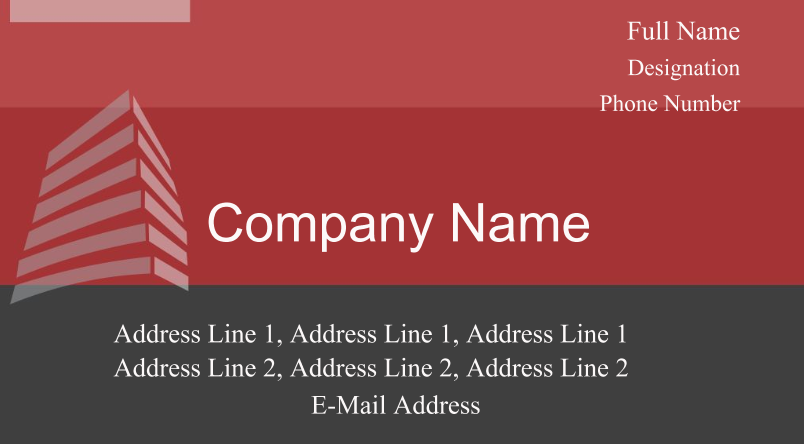 Full Name
Designation
Phone Number
Company Name
Address Line 1, Address Line 1, Address Line 1
Address Line 2, Address Line 2, Address Line 2
E-Mail Address